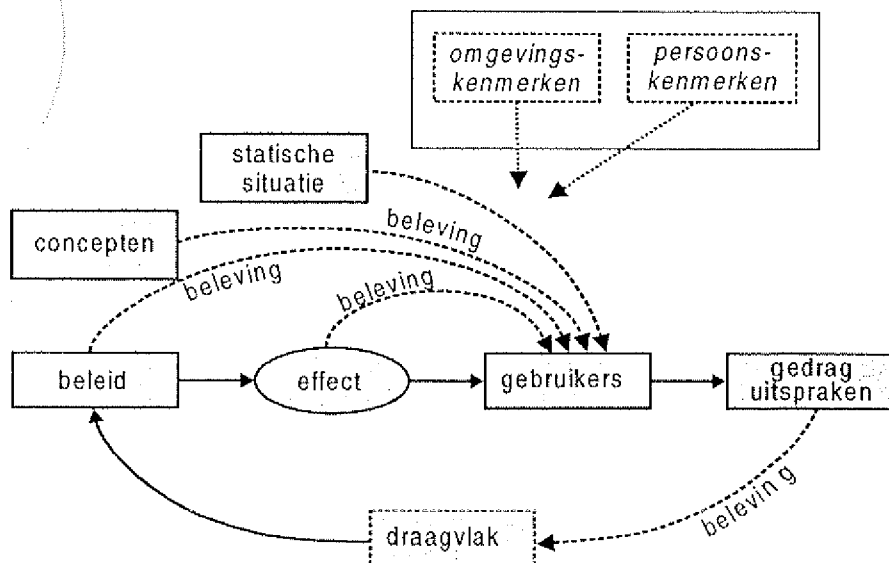 omgevings-
kenmerken
persoons-
kenmerken
statische
situatie
concepten
beleving
beleving
beleving
beleid
effect
gebruikers
gedrag
uitspraken
beleving
draagvlak